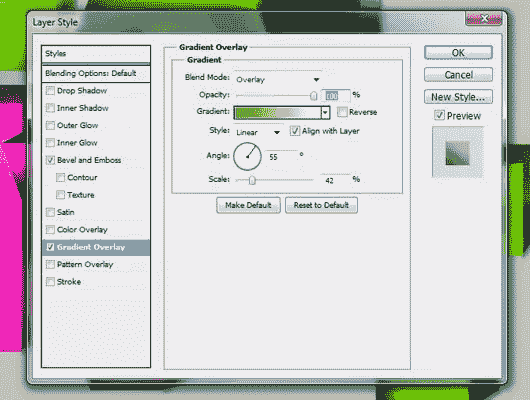 Layer Style
Styles
Blending Options: Default
Drop Shadow
Inner Shadow
Outer Glow
Inner Glow
Bevel and Emboss
Contour
Texture
Satin
Color Overlay
Gradient Overlay
Pattern Overlay
Stroke
Gradient Overlay
Gradient
Blend Mode: Overlay
Opacity: %
Gradient: Reverse
Style: Linear Align with Layer
Angle: 55 °
Scale: 42 %
Make Default Reset to Default
OK
Cancel
New Style...
Preview